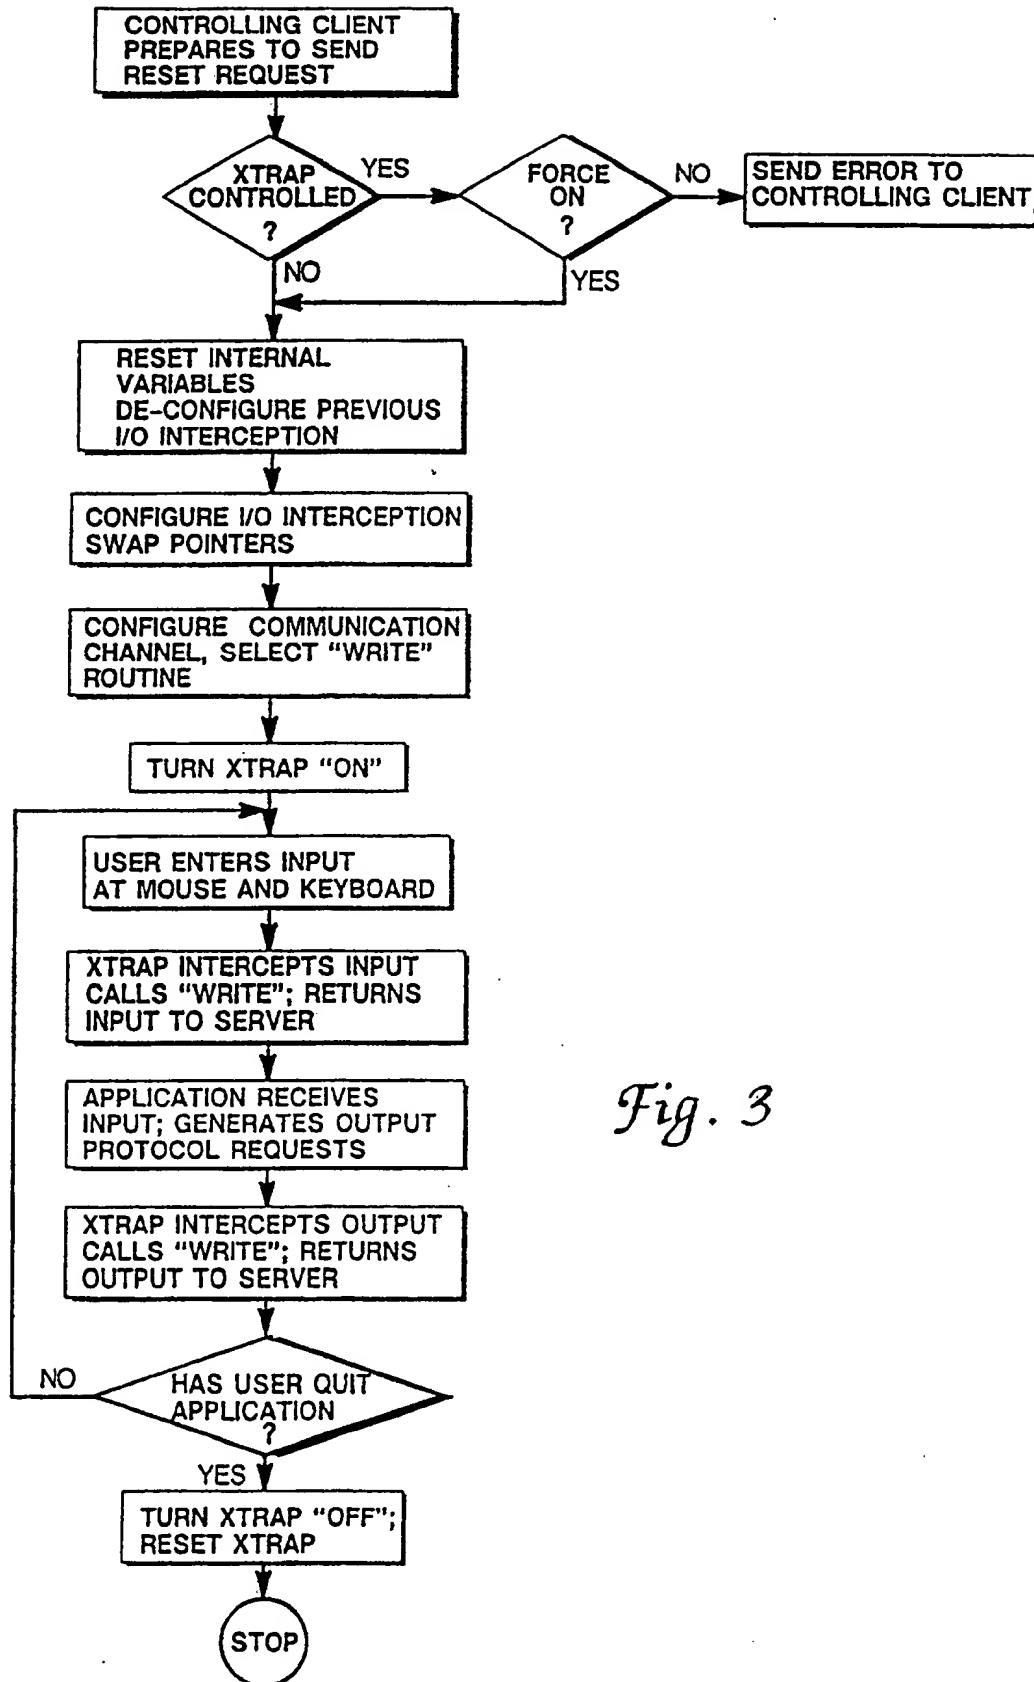 CONTROLLING CLIENT
PREPARES TO SEND
RESET REQUEST
XTRAP
CONTROLLED
?
YES
FORCE
ON
?
NO
SEND ERROR TO
CONTROLLING CLIENT
NO
YES
RESET INTERNAL
VARIABLES
DE-CONFIGURE PREVIOUS
I/O INTERCEPTION
CONFIGURE I/O INTERCEPTION
SWAP POINTERS
CONFIGURE COMMUNICATION
CHANNEL, SELECT "WRITE"
ROUTINE
TURN XTRAP "ON"
USER ENTERS INPUT
AT MOUSE AND KEYBOARD
XTRAP INTERCEPTS INPUT
CALLS "WRITE"; RETURNS
INPUT TO SERVER
APPLICATION RECEIVES
INPUT; GENERATES OUTPUT
PROTOCOL REQUESTS
Fig. 3
XTRAP INTERCEPTS OUTPUT
CALLS "WRITE"; RETURNS
OUTPUT TO SERVER
NO
HAS USER QUIT
APPLICATION
?
YES
TURN XTRAP "OFF";
RESET XTRAP
STOP